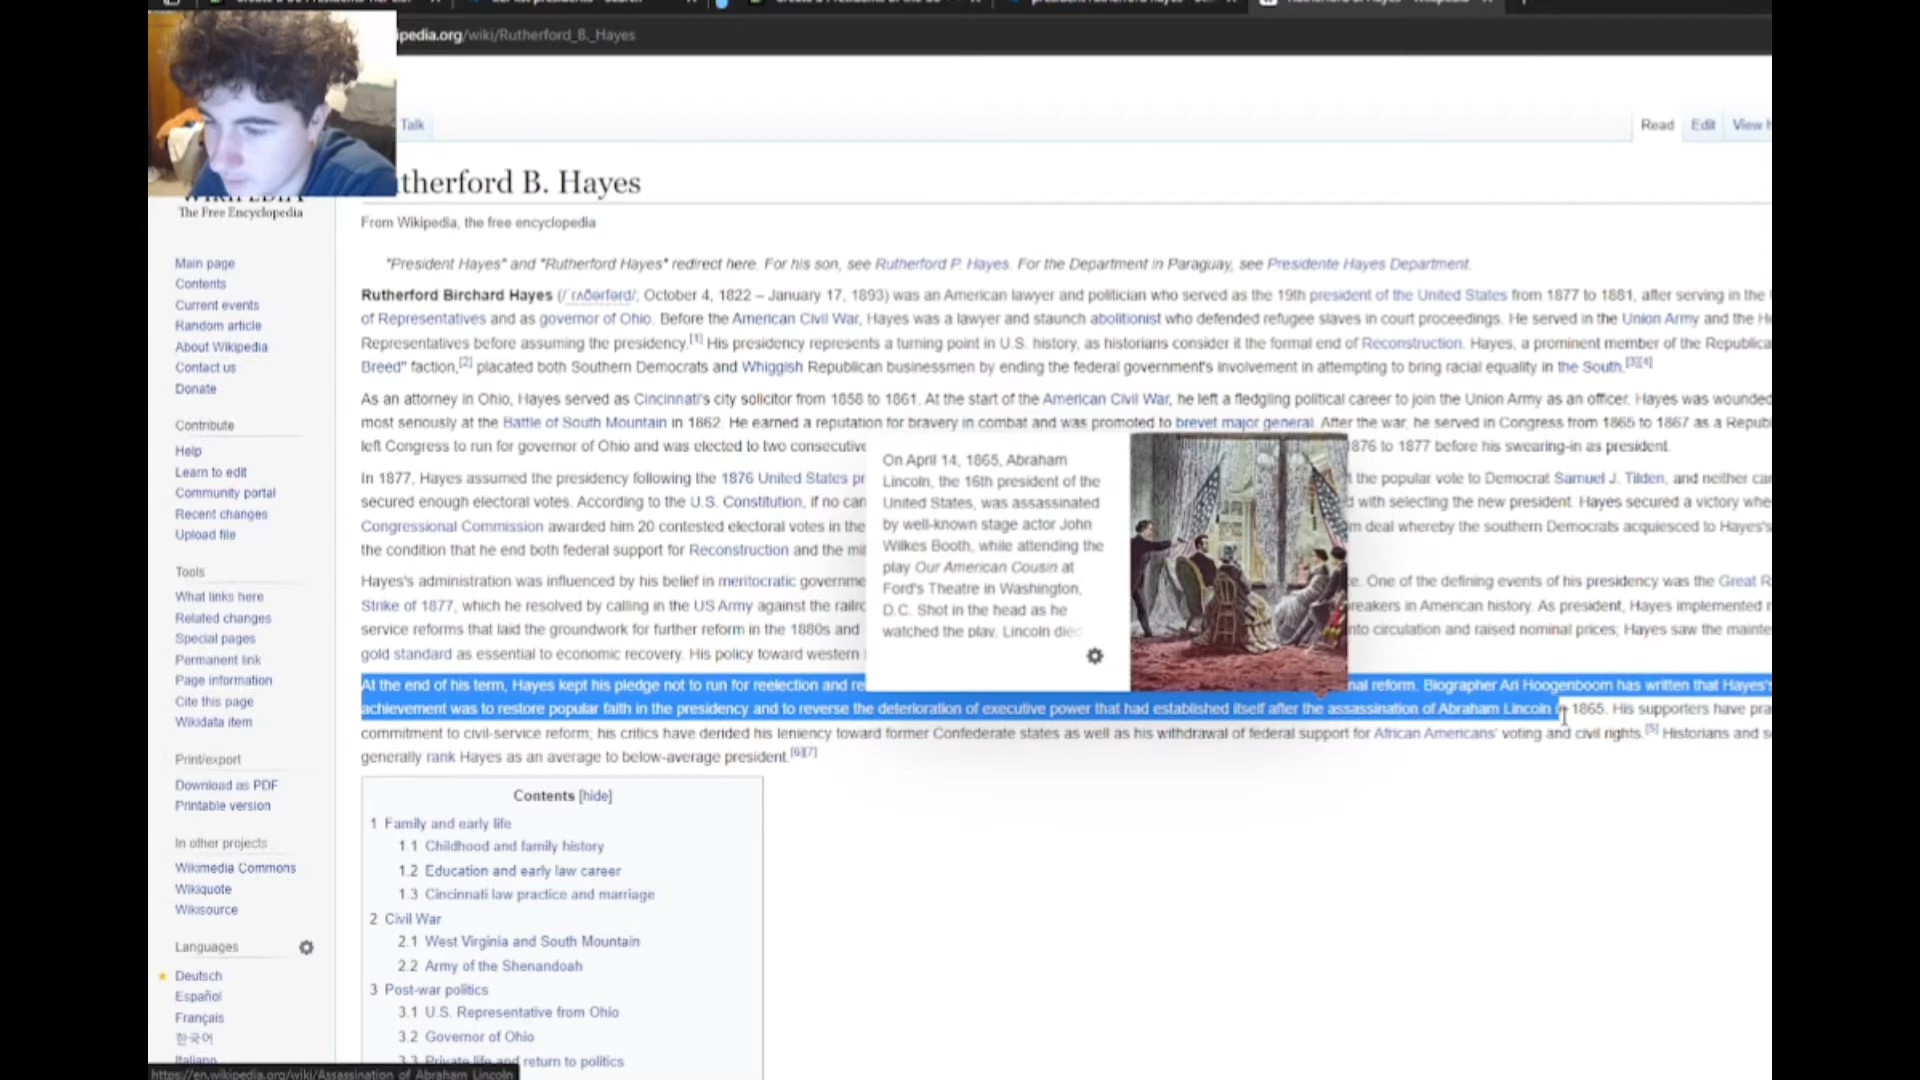 pedia.org/wiki/Rutherford_B._Hayes
Talk
Read Edit View
therford B. Hayes
WIKIPEDIA
The Free Encyclopedia
From Wikipedia, the free encyclopedia
"President Hayes" and "Rutherford Hayes" redirect here. For his son, see Rutherford P. Hayes. For the Department in Paraguay, see Presidente Hayes Department.
Rutherford Birchard Hayes (/ˈrʌðərfərd/; October 4, 1822 – January 17, 1893) was an American lawyer and politician who served as the 19th president of the United States from 1877 to 1881, after serving in the
of Representatives and as governor of Ohio. Before the American Civil War, Hayes was a lawyer and staunch abolitionist who defended refugee slaves in court proceedings. He served in the Union Army and the
Representatives before assuming the presidency.[1] His presidency represents a turning point in U.S. history, as historians consider it the formal end of Reconstruction. Hayes, a prominent member of the Republica
Breed" faction,[2] placated both Southern Democrats and Whiggish Republican businessmen by ending the federal government's involvement in attempting to bring racial equality in the South.[3][4]
As an attorney in Ohio, Hayes served as Cincinnati's city solicitor from 1858 to 1861. At the start of the American Civil War, he left a fledgling political career to join the Union Army as an officer. Hayes was wounded
most seriously at the Battle of South Mountain in 1862. He earned a reputation for bravery in combat and was promoted to brevet major general. After the war, he served in Congress from 1865 to 1867 as a Repub
left Congress to run for governor of Ohio and was elected to two consecutive 876 to 1877 before his swearing-in as president.
In 1877, Hayes assumed the presidency following the 1876 United States pr t the popular vote to Democrat Samuel J. Tilden, and neither can
secured enough electoral votes. According to the U.S. Constitution, if no can d with selecting the new president. Hayes secured a victory whe
Congressional Commission awarded him 20 contested electoral votes in the m deal whereby the southern Democrats acquiesced to Hayes's
the condition that he end both federal support for Reconstruction and the mi
Hayes's administration was influenced by his belief in meritocratic governme e. One of the defining events of his presidency was the Great R
Strike of 1877, which he resolved by calling in the US Army against the railro reakers in American history. As president, Hayes implemented
service reforms that laid the groundwork for further reform in the 1880s and nto circulation and raised nominal prices; Hayes saw the mainte
gold standard as essential to economic recovery. His policy toward western
At the end of his term, Hayes kept his pledge not to run for reelection and re nal reform. Biographer Ari Hoogenboom has written that Hayes's
achievement was to restore popular faith in the presidency and to reverse the deterioration of executive power that had established itself after the assassination of Abraham Lincoln 1865. His supporters have pra
commitment to civil-service reform; his critics have derided his leniency toward former Confederate states as well as his withdrawal of federal support for African Americans' voting and civil rights.[5] Historians and s
generally rank Hayes as an average to below-average president.[6][7]
On April 14, 1865, Abraham
Lincoln, the 16th president of the
United States, was assassinated
by well-known stage actor John
Wilkes Booth, while attending the
play Our American Cousin at
Ford's Theatre in Washington,
D.C. Shot in the head as he
watched the play, Lincoln died
Main page
Contents
Current events
Random article
About Wikipedia
Contact us
Donate
Contribute
Help
Learn to edit
Community portal
Recent changes
Upload file
Tools
What links here
Related changes
Special pages
Permanent link
Page information
Cite this page
Wikidata item
Print/export
Download as PDF
Printable version
In other projects
Wikimedia Commons
Wikiquote
Wikisource
Languages
Deutsch
Español
Français
한국어
Italiano
Contents [hide]
1 Family and early life
1.1 Childhood and family history
1.2 Education and early law career
1.3 Cincinnati law practice and marriage
2 Civil War
2.1 West Virginia and South Mountain
2.2 Army of the Shenandoah
3 Post-war politics
3.1 U.S. Representative from Ohio
3.2 Governor of Ohio
3.3 Private life and return to politics
https://en.wikipedia.org/wiki/Assassination_of_Abraham_Lincoln